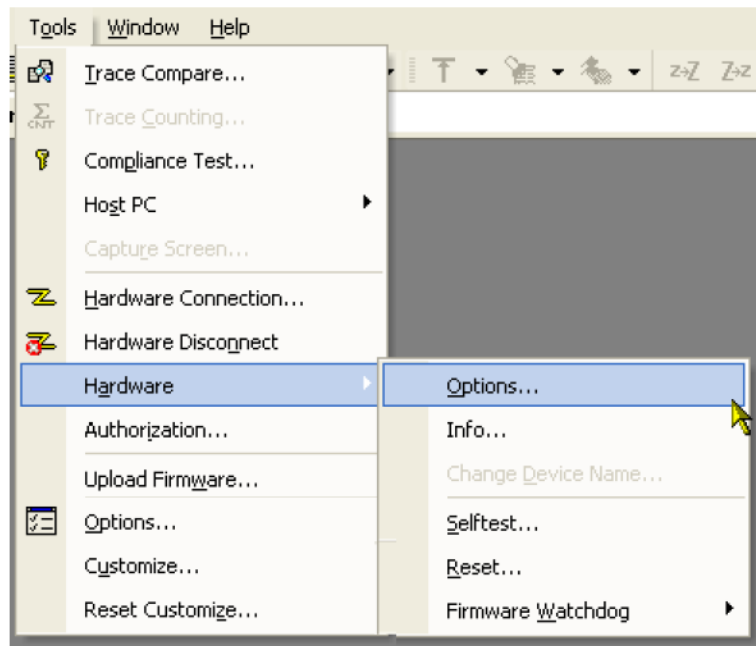 Tools Window Help
Trace Compare...
z→Z Z→z
Σ
CNT
Trace Counting...
Compliance Test...
Host PC
Capture Screen...
Hardware Connection...
Hardware Disconnect
Hardware
Options...
Authorization...
Info...
Upload Firmware...
Change Device Name...
Options...
Selftest...
Customize...
Reset...
Reset Customize...
Firmware Watchdog